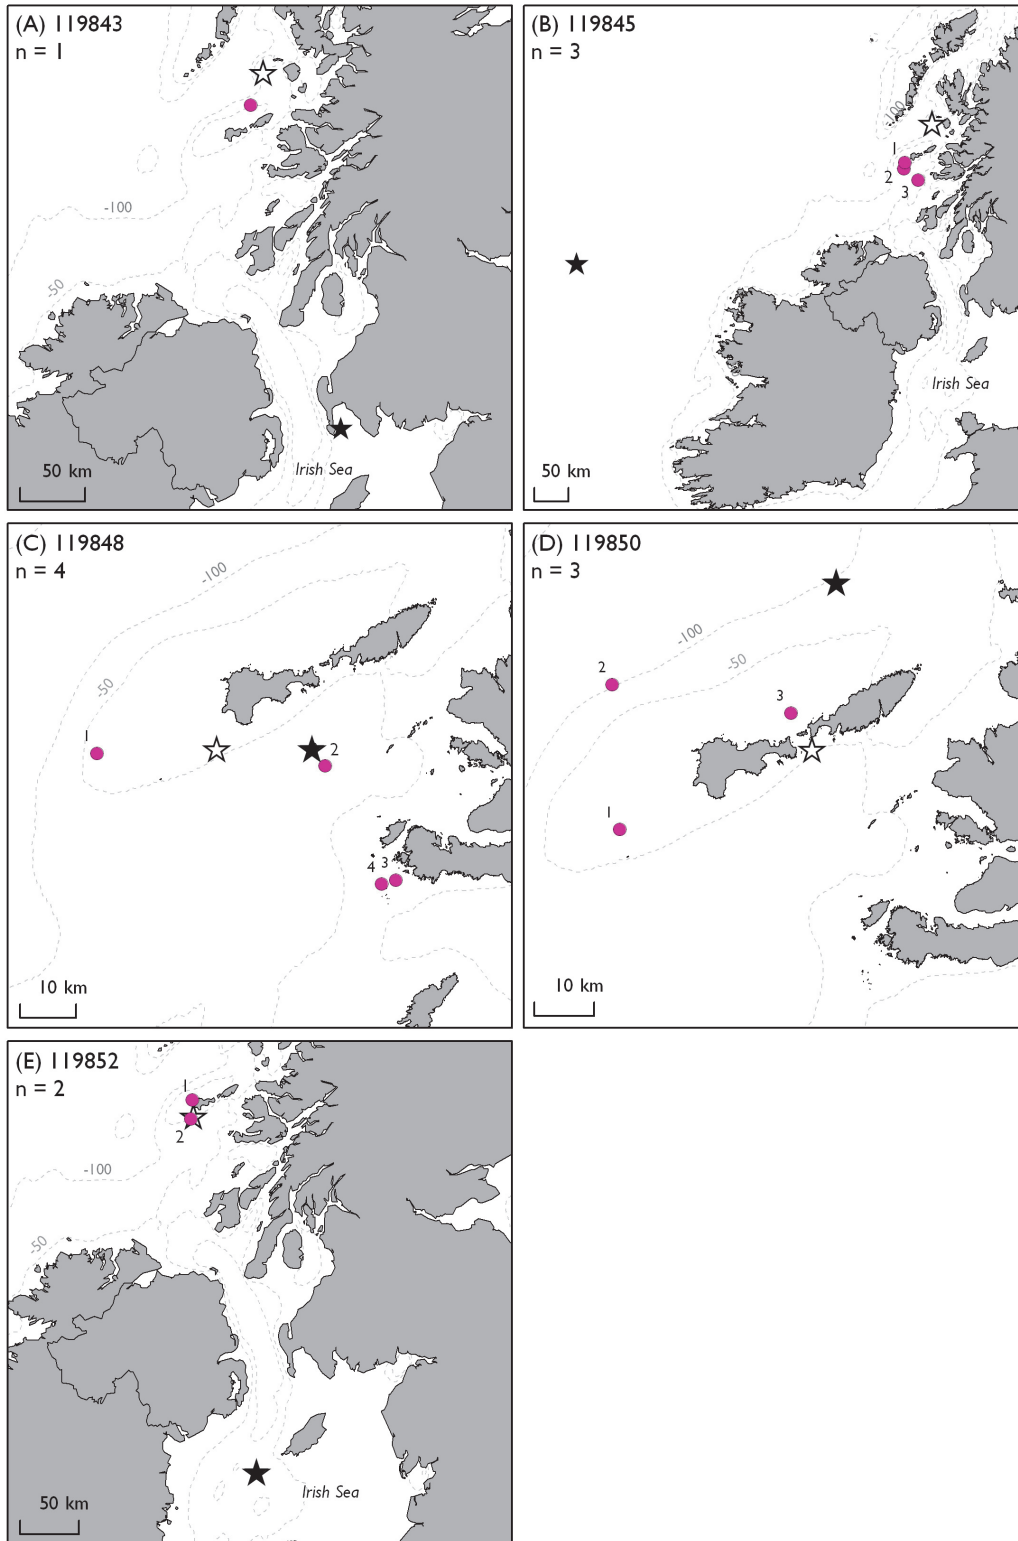 (A) 119843
n = 1
-100
-50
50 km
Irish Sea
(B) 119845
n = 3
-100
1
2
3
Irish Sea
50 km
(C) 119848
n = 4
-100
-50
1
2
4
3
10 km
(D) 119850
n = 3
-100
-50
2
3
1
10 km
(E) 119852
n = 2
1
2
-100
-50
50 km
Irish Sea